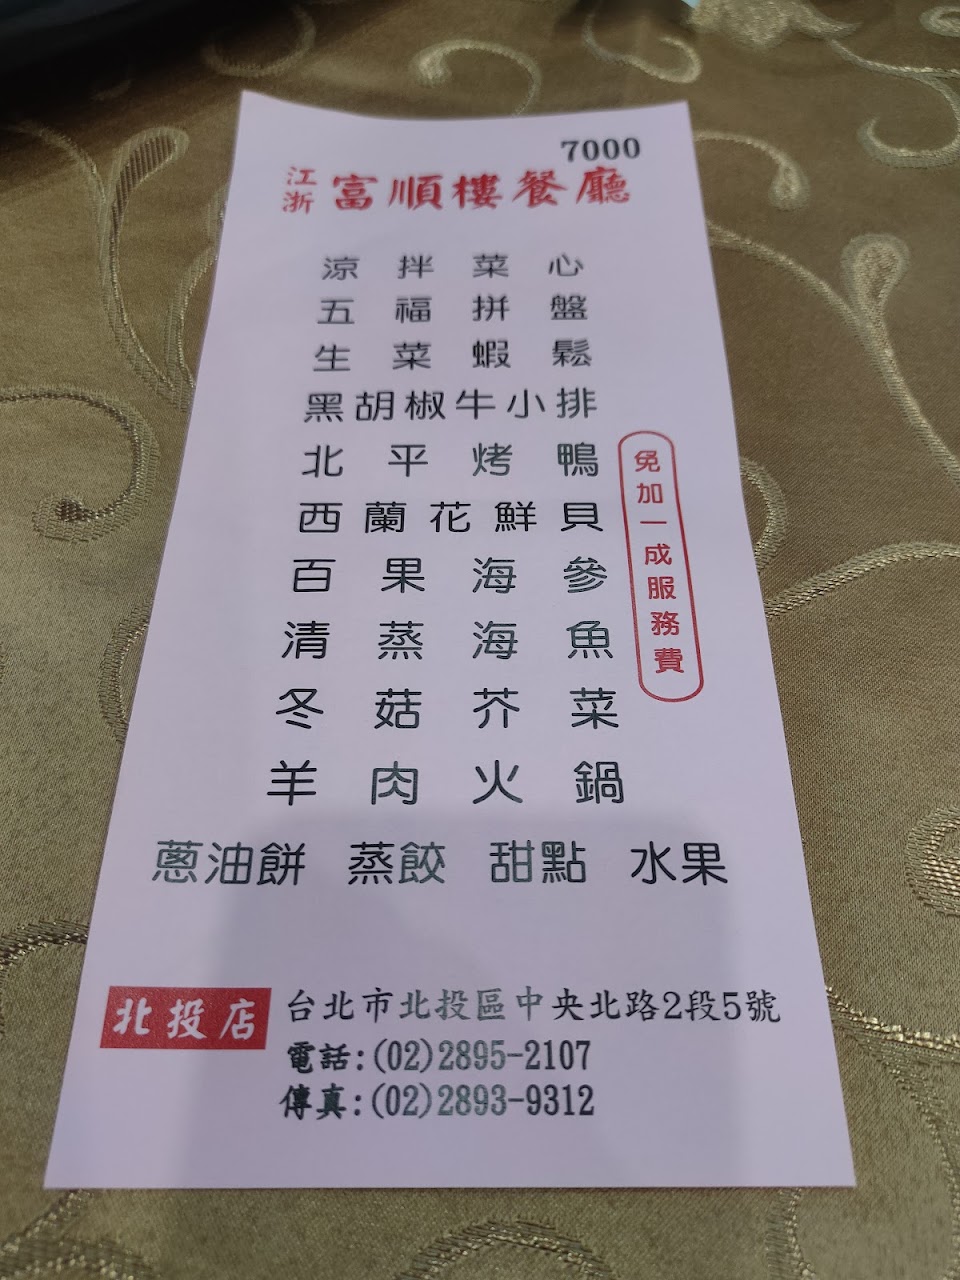 7000
江浙 富順樓餐廳
涼拌菜心
五福拼盤
生菜蝦鬆
黑胡椒牛小排
北平烤鴨
西蘭花鮮貝
百果海參
清蒸海魚
冬菇芥菜
羊肉火鍋
蔥油餅 蒸餃 甜點 水果
免加一成服務費
北投店 台北市北投區中央北路2段5號
電話:(02)2895-2107
傳真:(02)2893-9312